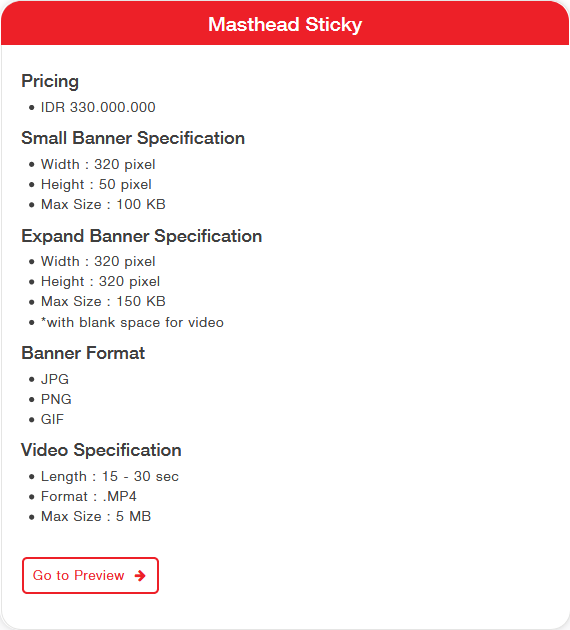 Masthead Sticky
Pricing
• IDR 330.000.000
Small Banner Specification
• Width : 320 pixel
• Height : 50 pixel
• Max Size : 100 KB
Expand Banner Specification
• Width : 320 pixel
• Height : 320 pixel
• Max Size : 150 KB
• *with blank space for video
Banner Format
• JPG
• PNG
• GIF
Video Specification
• Length : 15 - 30 sec
• Format : .MP4
• Max Size : 5 MB
Go to Preview